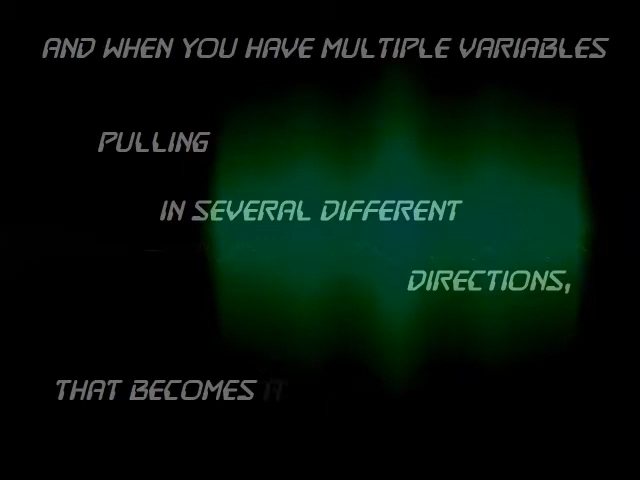 AND WHEN YOU HAVE MULTIPLE VARIABLES
PULLING
IN SEVERAL DIFFERENT
DIRECTIONS,
THAT BECOMES